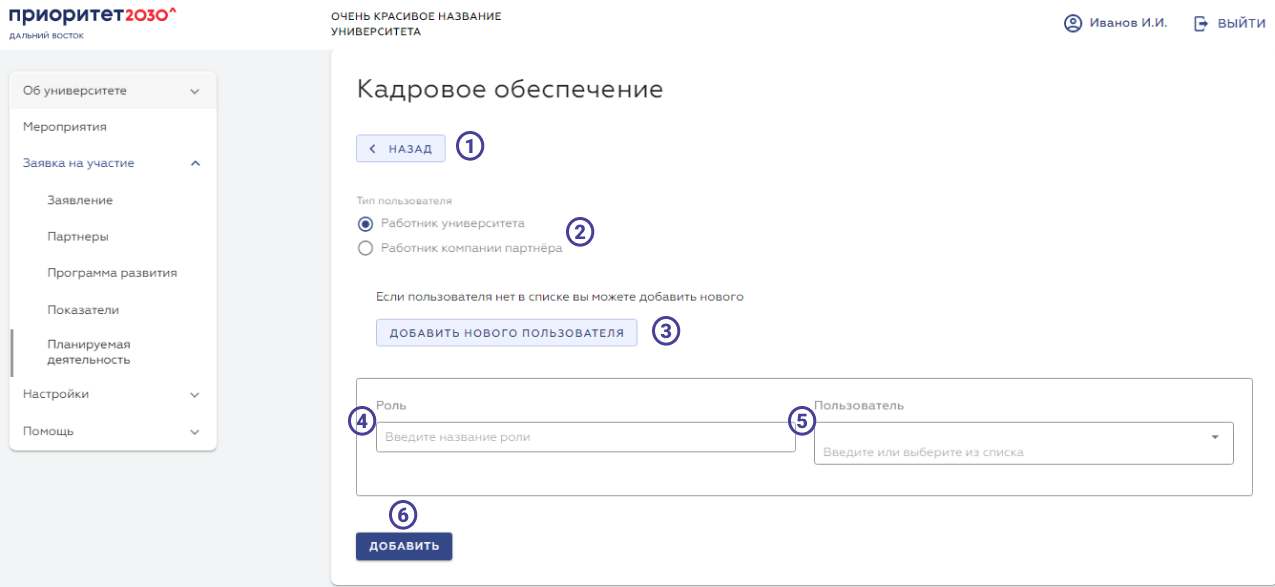 приоритет2030^
ДАЛЬНИЙ ВОСТОК
ОЧЕНЬ КРАСИВОЕ НАЗВАНИЕ
УНИВЕРСИТЕТА
Иванов И.И.
ВЫЙТИ
Об университете
Мероприятия
Заявка на участие
Заявление
Партнеры
Программа развития
Показатели
Планируемая
деятельность
Настройки
Помощь
Кадровое обеспечение
НАЗАД
1
Тип пользователя
Работник университета
Работник компании партнёра
2
Если пользователя нет в списке вы можете добавить нового
ДОБАВИТЬ НОВОГО ПОЛЬЗОВАТЕЛЯ
3
4
Роль
Введите название роли
5
Пользователь
Введите или выберите из списка
6
ДОБАВИТЬ